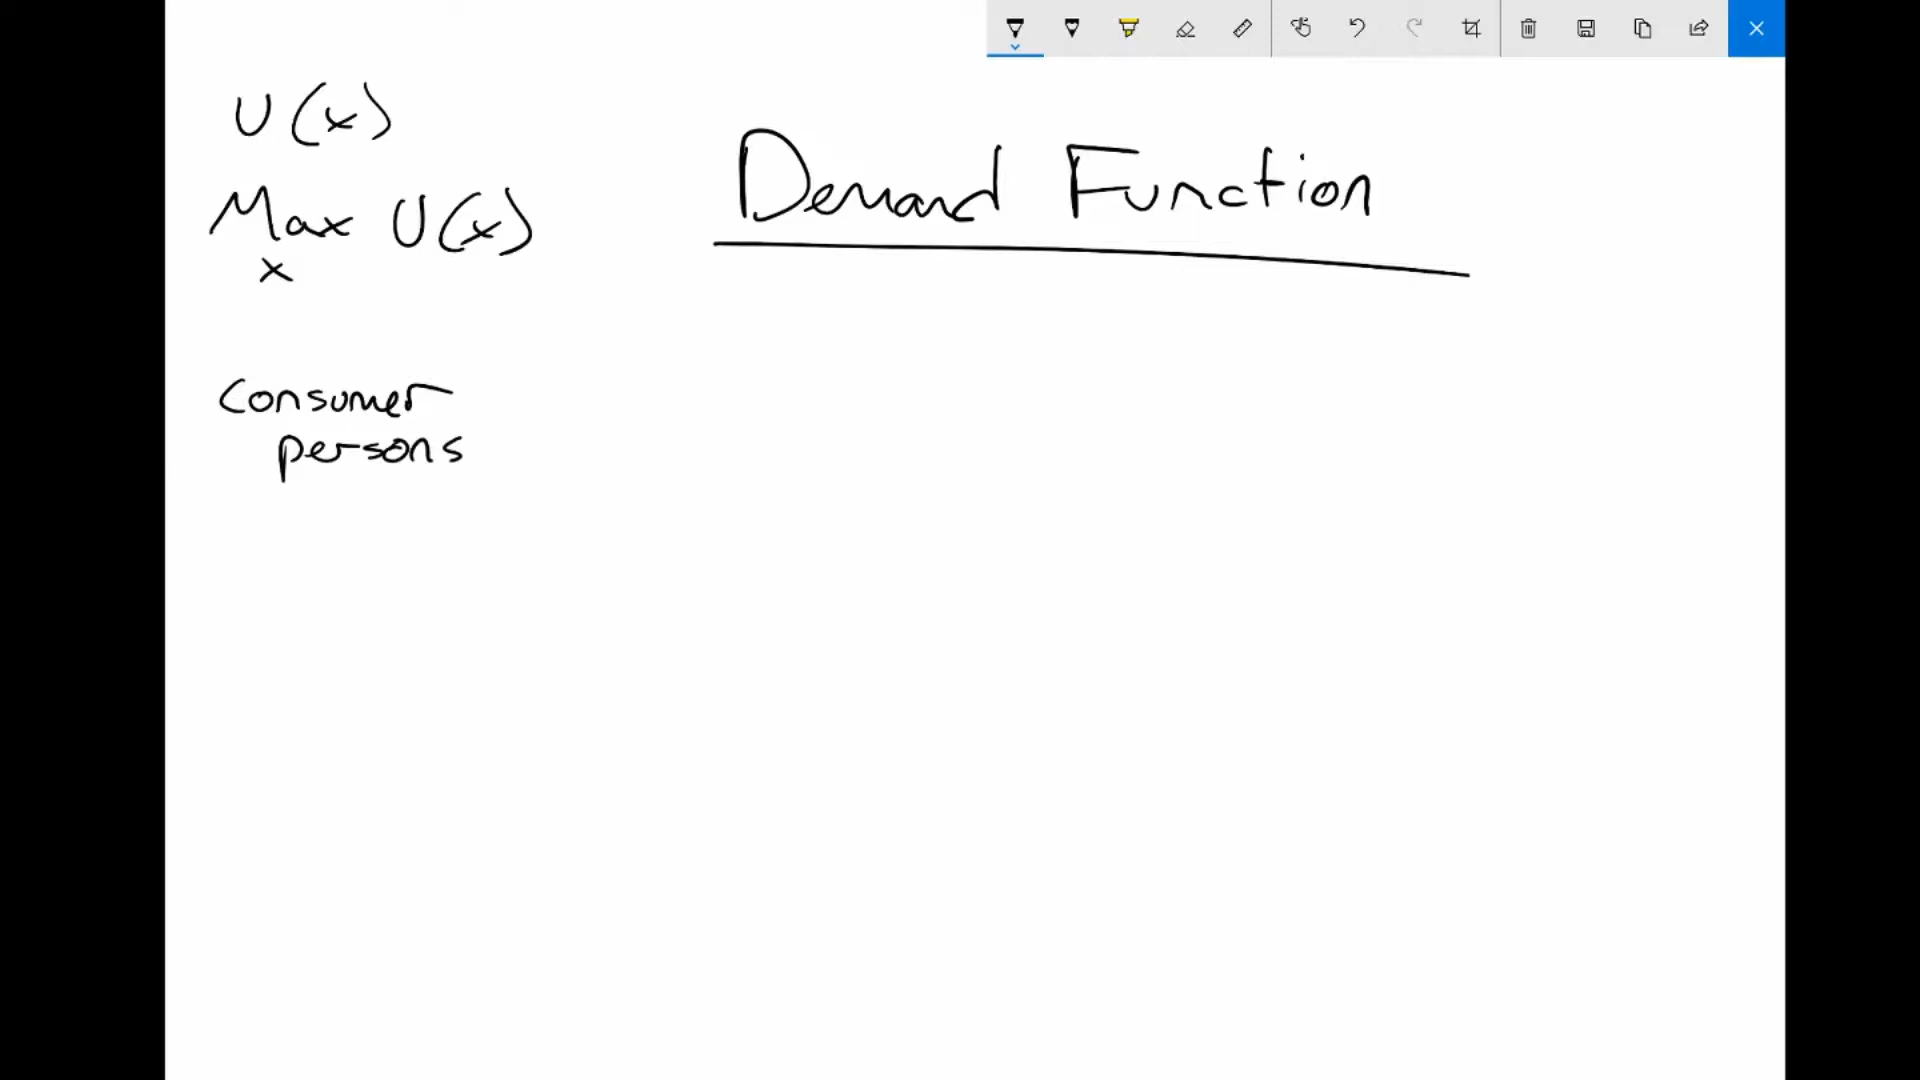 U(x)
Demand Function
Max U(x)
x
Consumer
persons